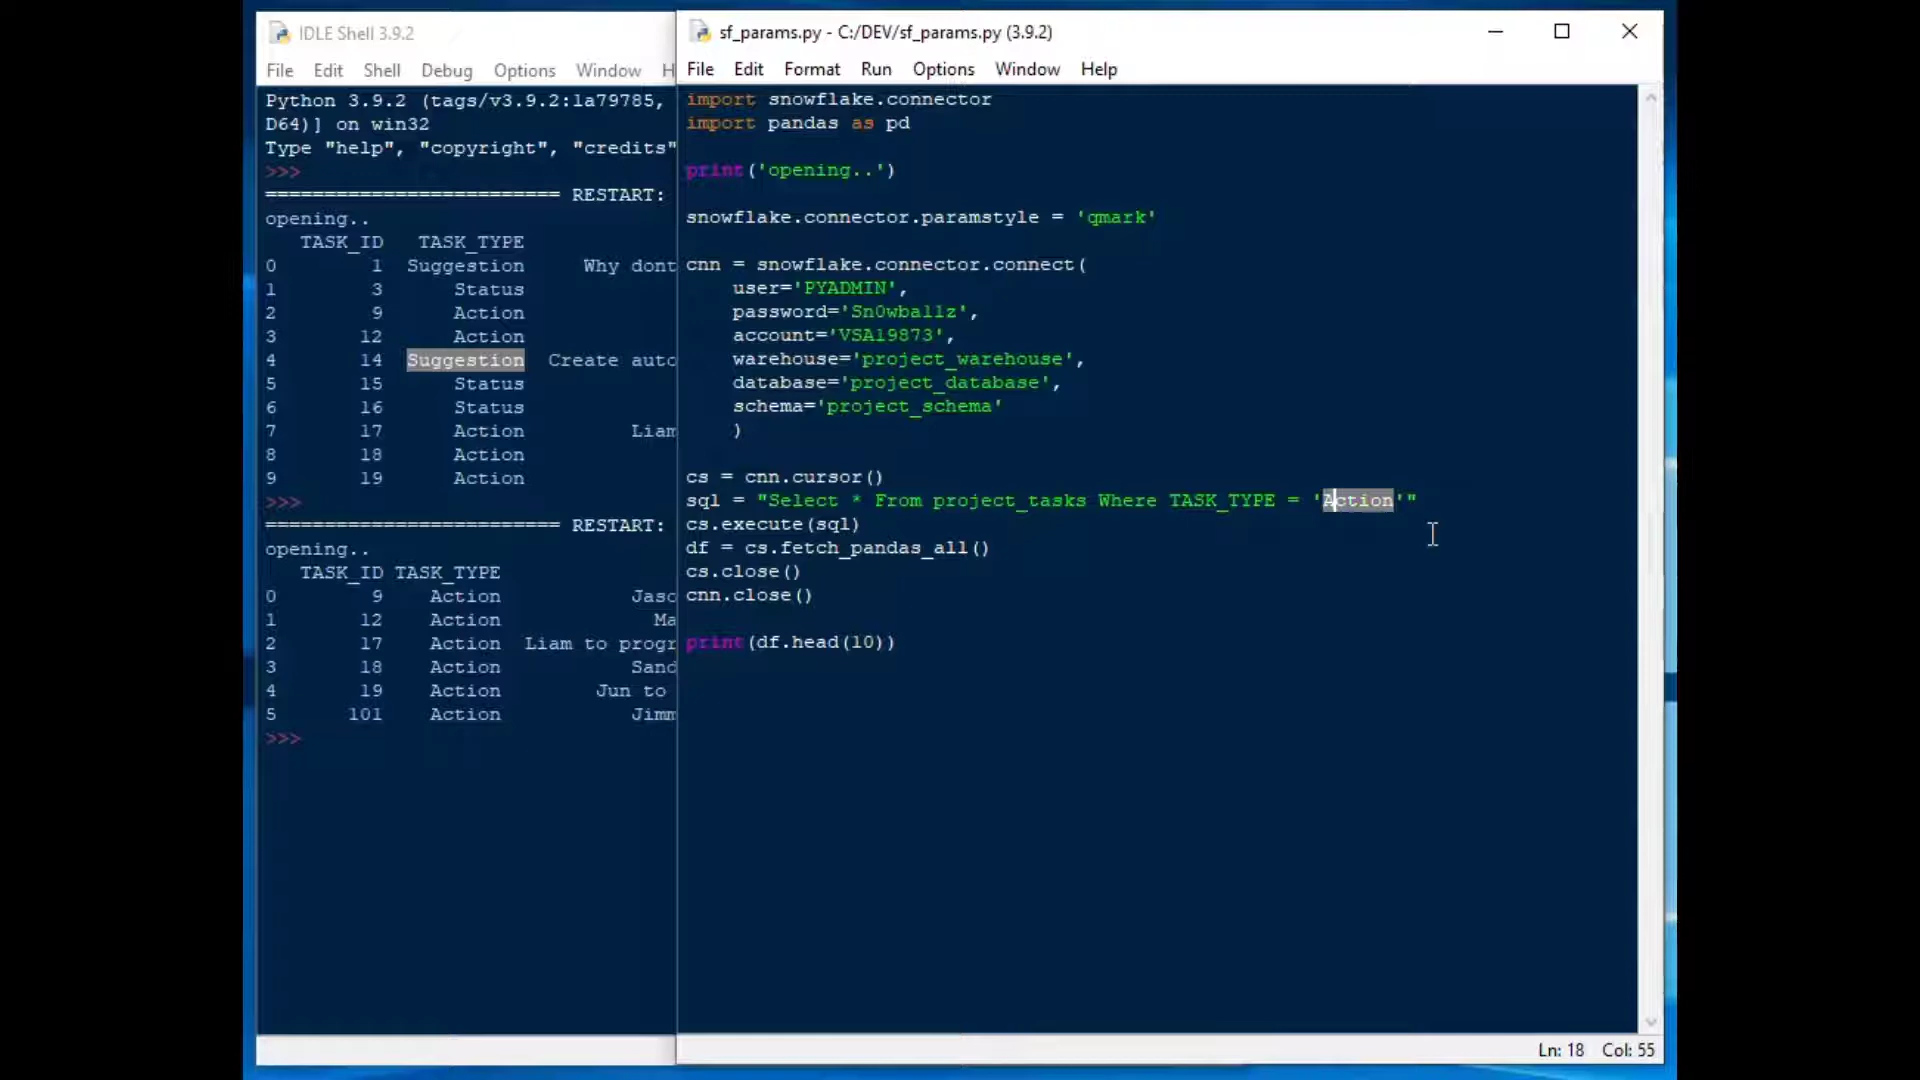 IDLE Shell 3.9.2
File Edit Shell Debug Options Window H
Python 3.9.2 (tags/v3.9.2:1a79785,
D64)] on win32
Type "help", "copyright", "credits"
>>>
========================= RESTART:
opening..
TASK_ID TASK_TYPE
0 1 Suggestion Why dont
1 3 Status
2 9 Action
3 12 Action
4 14 Suggestion Create auto
5 15 Status
6 16 Status
7 17 Action Liam
8 18 Action
9 19 Action
>>>
========================= RESTART:
opening..
TASK_ID TASK_TYPE
0 9 Action Jaso
1 12 Action Ma
2 17 Action Liam to progr
3 18 Action Sand
4 19 Action Jun to
5 101 Action Jimm
>>>
sf_params.py - C:/DEV/sf_params.py (3.9.2)
File Edit Format Run Options Window Help
import snowflake.connector
import pandas as pd
print('opening..')
snowflake.connector.paramstyle = 'qmark'
cnn = snowflake.connector.connect(
user='PYADMIN',
password='Sn0wballz',
account='VSA19873',
warehouse='project_warehouse',
database='project_database',
schema='project_schema'
)
cs = cnn.cursor()
sql = "Select * From project_tasks Where TASK_TYPE = 'Action'"
cs.execute(sql)
df = cs.fetch_pandas_all()
cs.close()
cnn.close()
print(df.head(10))
Ln: 18 Col: 55